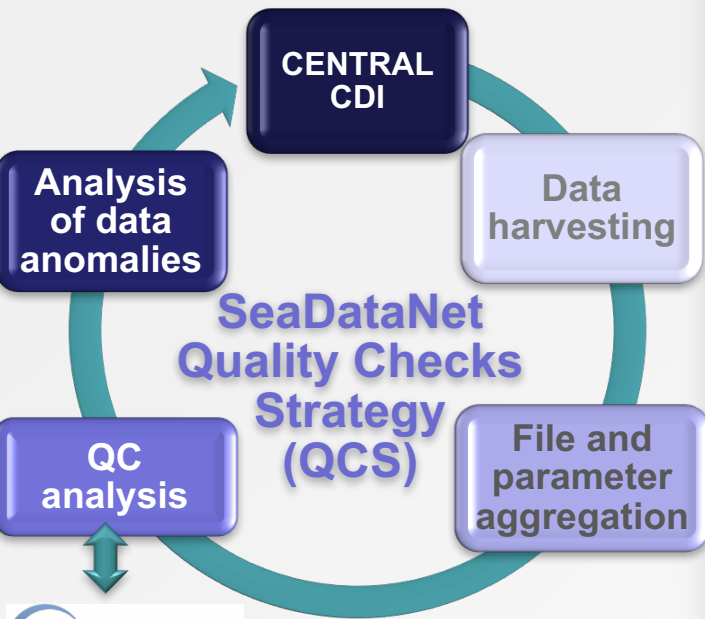 CENTRAL
CDI
Data
harvesting
File and
parameter
aggregation
QC
analysis
Analysis
of data
anomalies
SeaDataNet
Quality Checks
Strategy
(QCS)